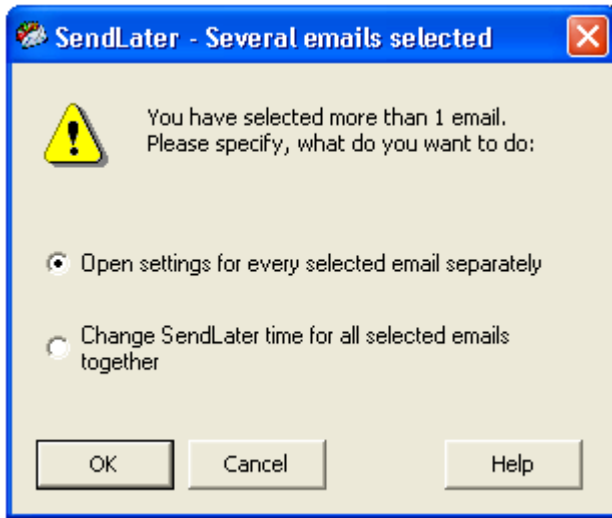 SendLater - Several emails selected
You have selected more than 1 email.
Please specify, what do you want to do:
Open settings for every selected email separately
Change SendLater time for all selected emails
together
OK
Cancel
Help